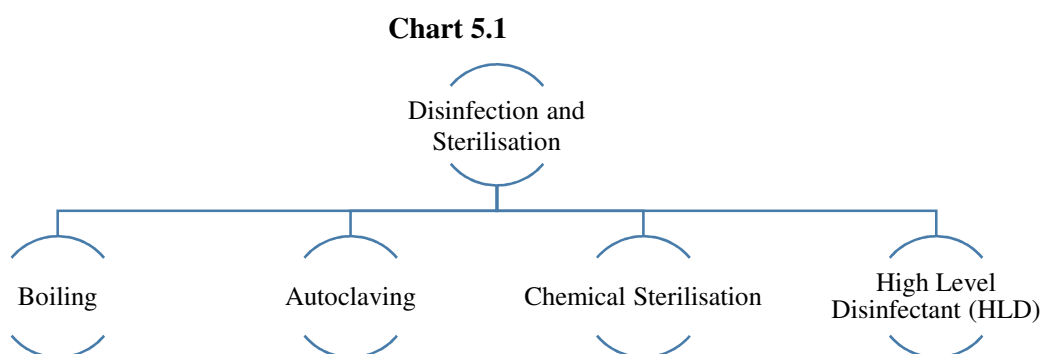 Chart 5.1
Disinfection and
Sterilisation
Boiling
Autoclaving
Chemical Sterilisation
High Level
Disinfectant (HLD)